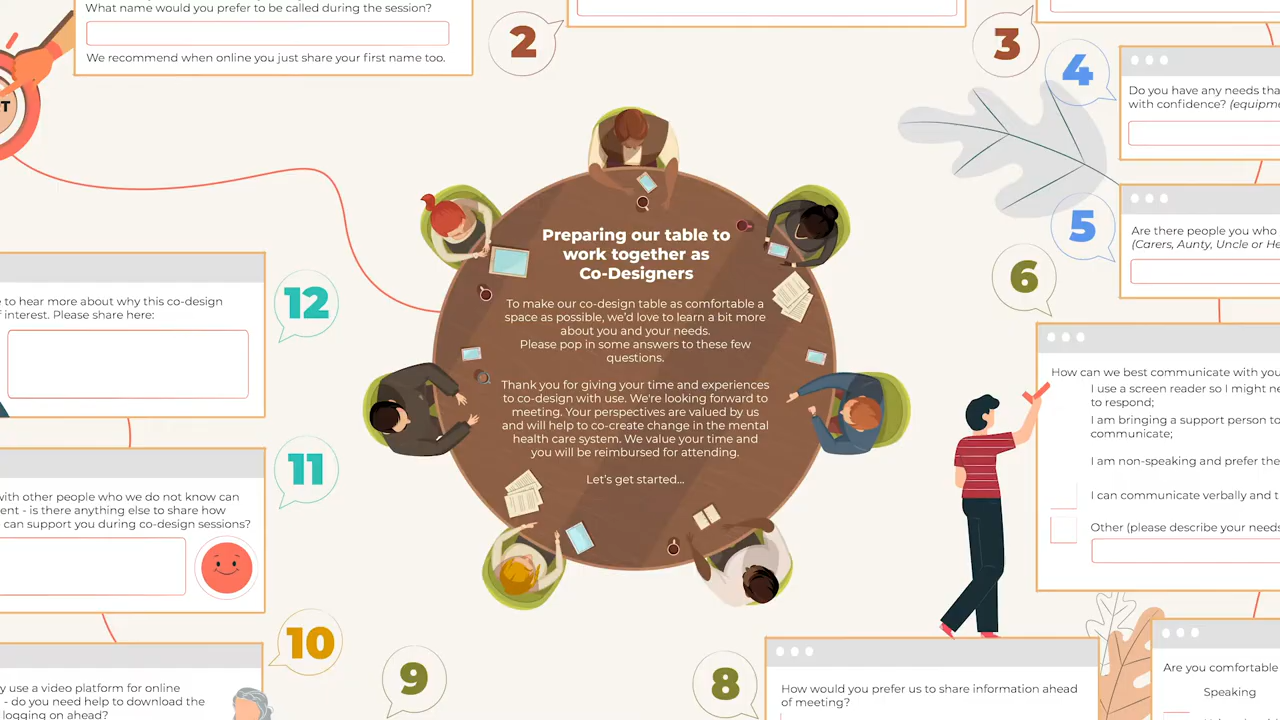 What name would you prefer to be called during the session?
We recommend when online you just share your first name too.
2
3
4
Do you have any needs tha
with confidence? (equipme
5
Are there people you who
(Carers, Aunty, Uncle or He
6
How can we best communicate with you
I use a screen reader so I might ne
to respond;
I am bringing a support person to
communicate;
I am non-speaking and prefer the
I can communicate verbally and t
Other (please describe your needs
Preparing our table to
work together as
Co-Designers
To make our co-design table as comfortable a
space as possible, we'd love to learn a bit more
about you and your needs.
Please pop in some answers to these few
questions.
Thank you for giving your time and experiences
to co-design with use. We're looking forward to
meeting. Your perspectives are valued by us
and will help to co-create change in the mental
health care system. We value your time and
you will be reimbursed for attending.
Let's get started...
12
e to hear more about why this co-design
f interest. Please share here:
11
with other people who we do not know can
ent - is there anything else to share how
can support you during co-design sessions?
10
y use a video platform for online
- do you need help to download the
logging on ahead?
9
8
How would you prefer us to share information ahead
of meeting?
Are you comfortable
Speaking